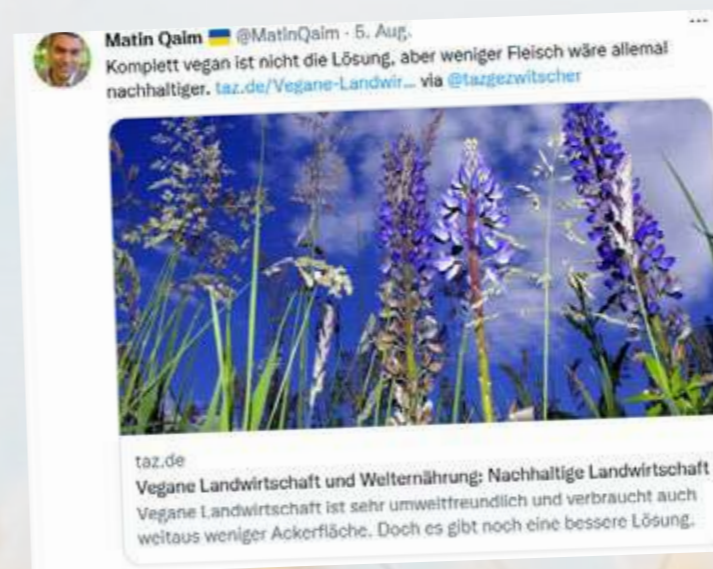 Matin Qaim 🇺🇦 @MatinQaim · 5. Aug.
Komplett vegan ist nicht die Lösung, aber weniger Fleisch wäre allemal
nachhaltiger. taz.de/Vegane-Landwir... via @tazgezwitscher
taz.de
Vegane Landwirtschaft und Welternährung: Nachhaltige Landwirtschaft
Vegane Landwirtschaft ist sehr umweltfreundlich und verbraucht auch
weitaus weniger Ackerfläche. Doch es gibt noch eine bessere Lösung.